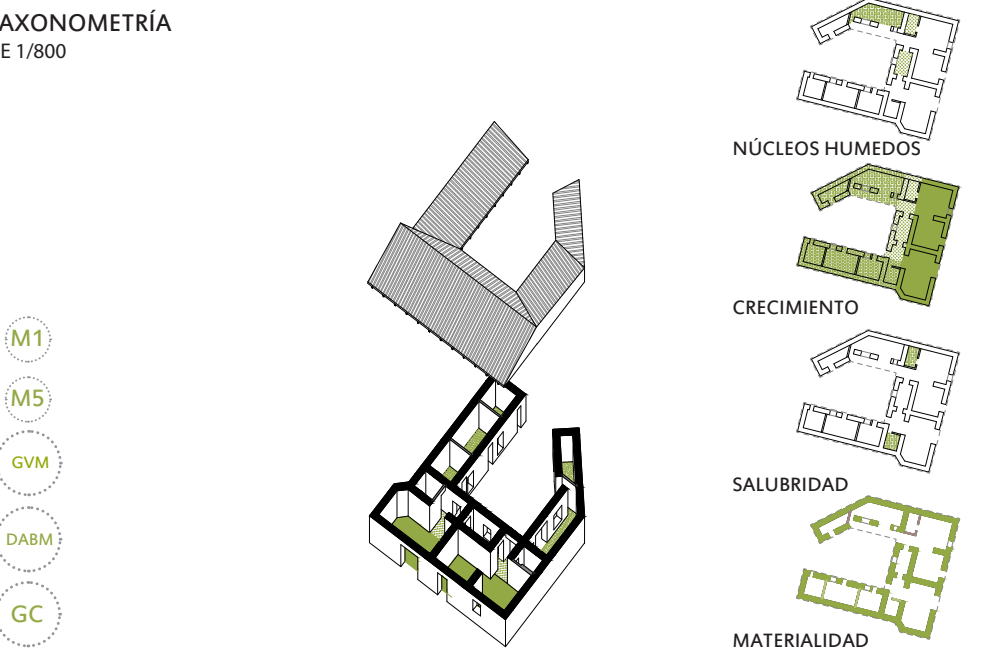 AXONOMETRÍA
E 1/800
NÚCLEOS HUMEDOS
CRECIMIENTO
SALUBRIDAD
MATERIALIDAD
M1
M5
GVM
DABM
GC